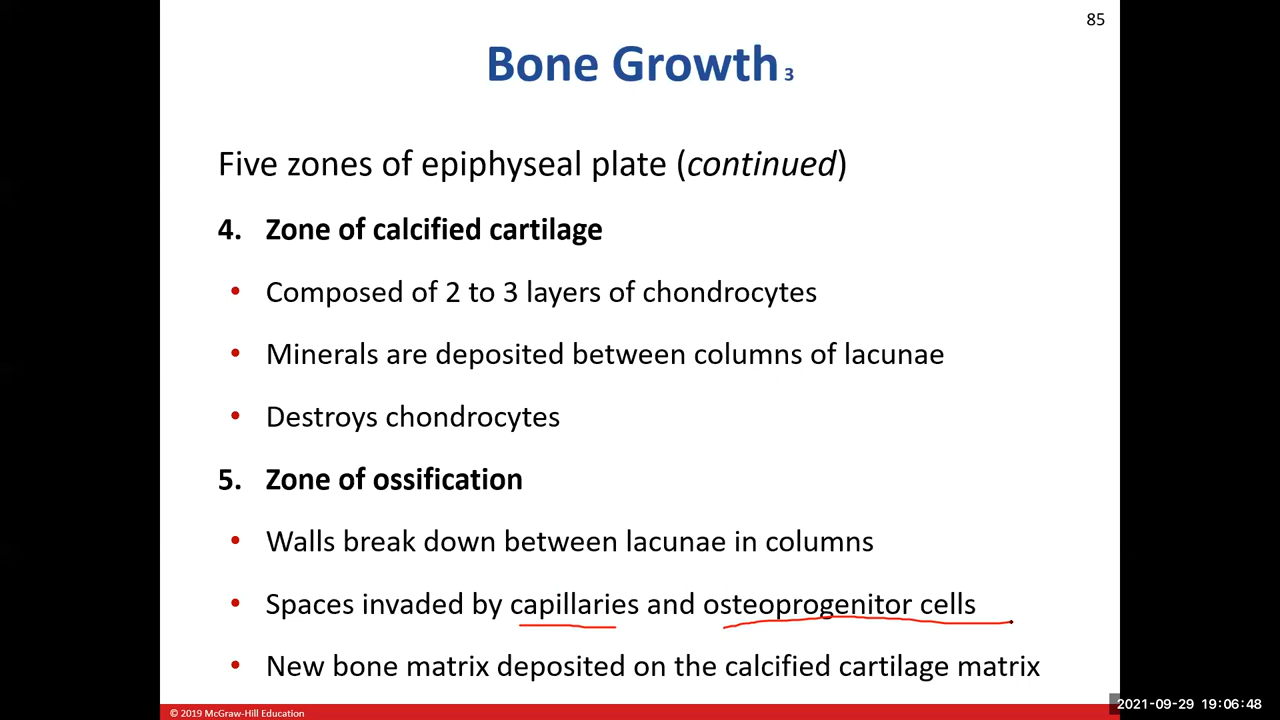 85
Bone Growth 3
Five zones of epiphyseal plate (continued)
4. Zone of calcified cartilage
• Composed of 2 to 3 layers of chondrocytes
• Minerals are deposited between columns of lacunae
• Destroys chondrocytes
5. Zone of ossification
• Walls break down between lacunae in columns
• Spaces invaded by capillaries and osteoprogenitor cells
• New bone matrix deposited on the calcified cartilage matrix
© 2019 McGraw-Hill Education
2021-09-29 19:06:48